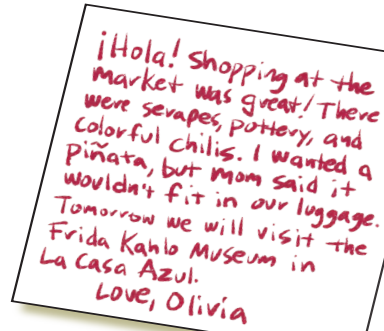 ¡Hola! Shopping at the
market was great! There
were serapes, pottery, and
colorful chilis. I wanted a
piñata, but mom said it
wouldn't fit in our luggage.
Tomorrow we will visit the
Frida Kahlo Museum in
La Casa Azul.
Love, Olivia